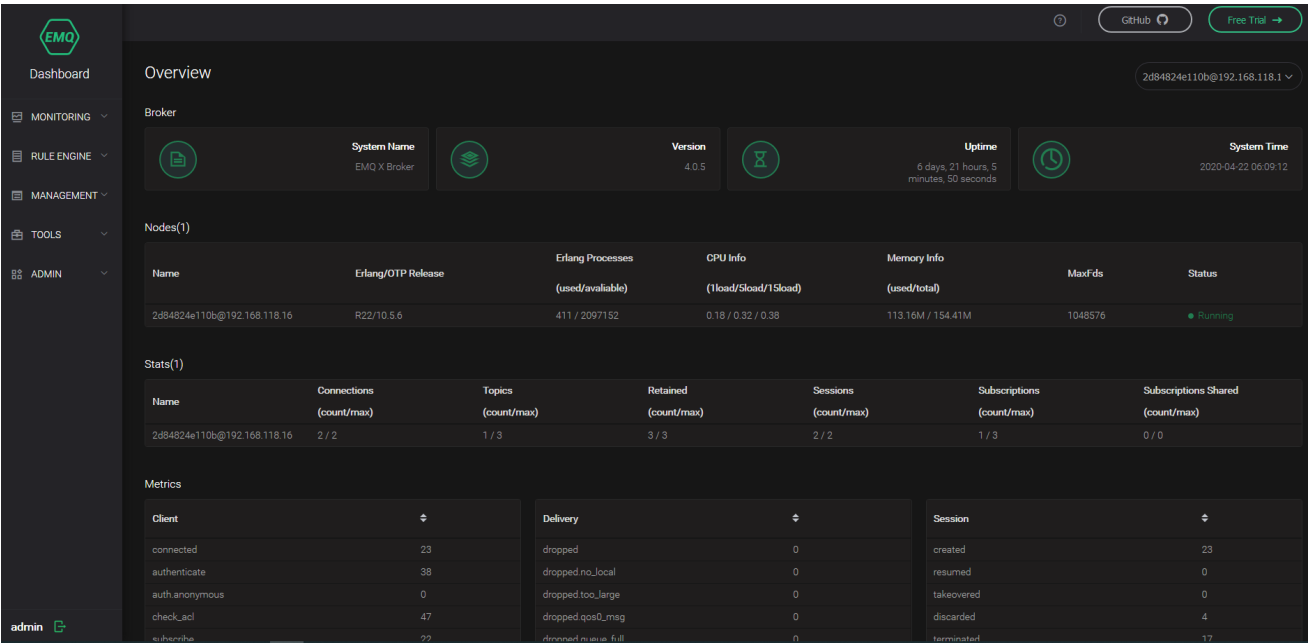 EMQ
Dashboard
MONITORING
RULE ENGINE
MANAGEMENT
TOOLS
ADMIN
admin
GitHub
Free Trial →
Overview
2d84824e110b@192.168.118.1
Broker
System Name
EMQ X Broker
Version
4.0.5
Uptime
6 days, 21 hours, 5
minutes, 50 seconds
System Time
2020-04-22 06:09:12
Nodes(1)
Name Erlang/OTP Release Erlang Processes CPU Info Memory Info MaxFds Status
(used/avaliable) (1load/5load/15load) (used/total)
2d84824e110b@192.168.118.16 R22/10.5.6 411 / 2097152 0.18 / 0.32 / 0.38 113.16M / 154.41M 1048576 Running
Stats(1)
Name Connections Topics Retained Sessions Subscriptions Subscriptions Shared
(count/max) (count/max) (count/max) (count/max) (count/max) (count/max)
2d84824e110b@192.168.118.16 2 / 2 1 / 3 3 / 3 2 / 2 1 / 3 0 / 0
Metrics
Client Delivery Session
connected 23 dropped 0 created 23
authenticate 38 dropped.no_local 0 resumed 0
auth.anonymous 0 dropped.too_large 0 takeovered 0
check_acl 47 dropped.qos0_msg 0 discarded 4
subscribe 22 dropped.queue_full 0 terminated 17